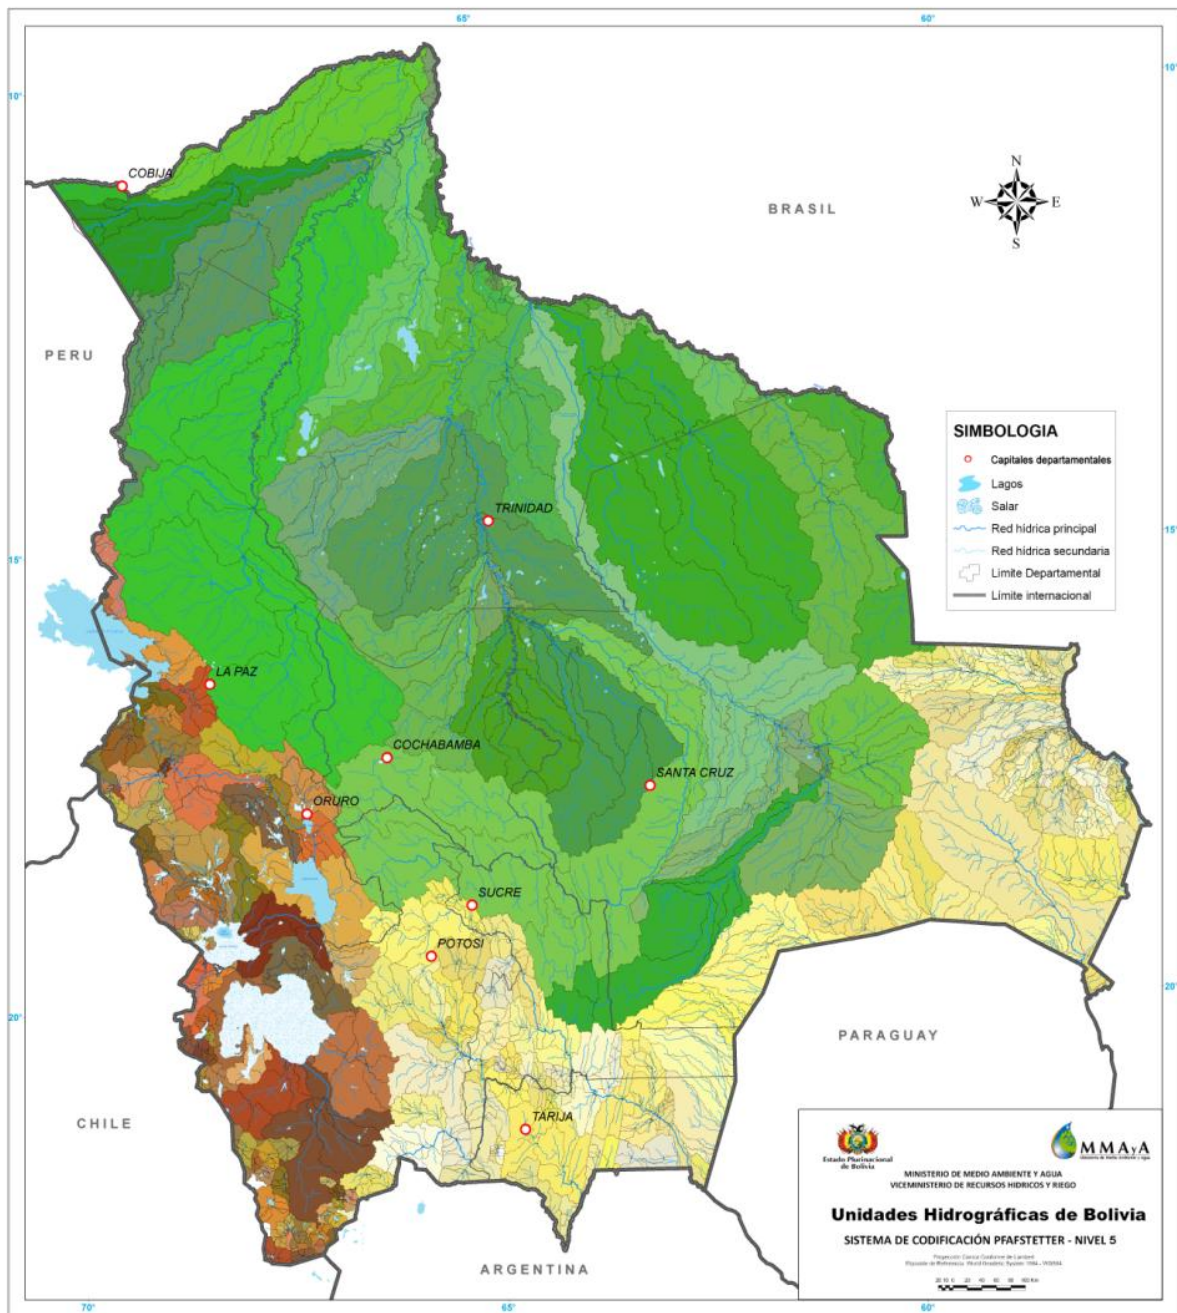 65°
60°
10°
10°
COBIJA
N
W
E
S
BRASIL
PERU
SIMBOLOGIA
Capitales departamentales
Lagos
Salar
Red hídrica principal
Red hídrica secundaria
Limite Departamental
Límite internacional
TRINIDAD
15°
15°
LA PAZ
COCHABAMBA
SANTA CRUZ
ORURO
SUCRE
POTOSI
20°
20°
PARAGUAY
CHILE
TARIJA
ARGENTINA
Estado Plurinacional
de Bolivia
MMAyA
MINISTERIO DE MEDIO AMBIENTE Y AGUA
VICEMINISTERIO DE RECURSOS HIDRICOS Y RIEGO
Unidades Hidrográficas de Bolivia
SISTEMA DE CODIFICACIÓN PFAFSTETTER - NIVEL 5
70°
65°
60°